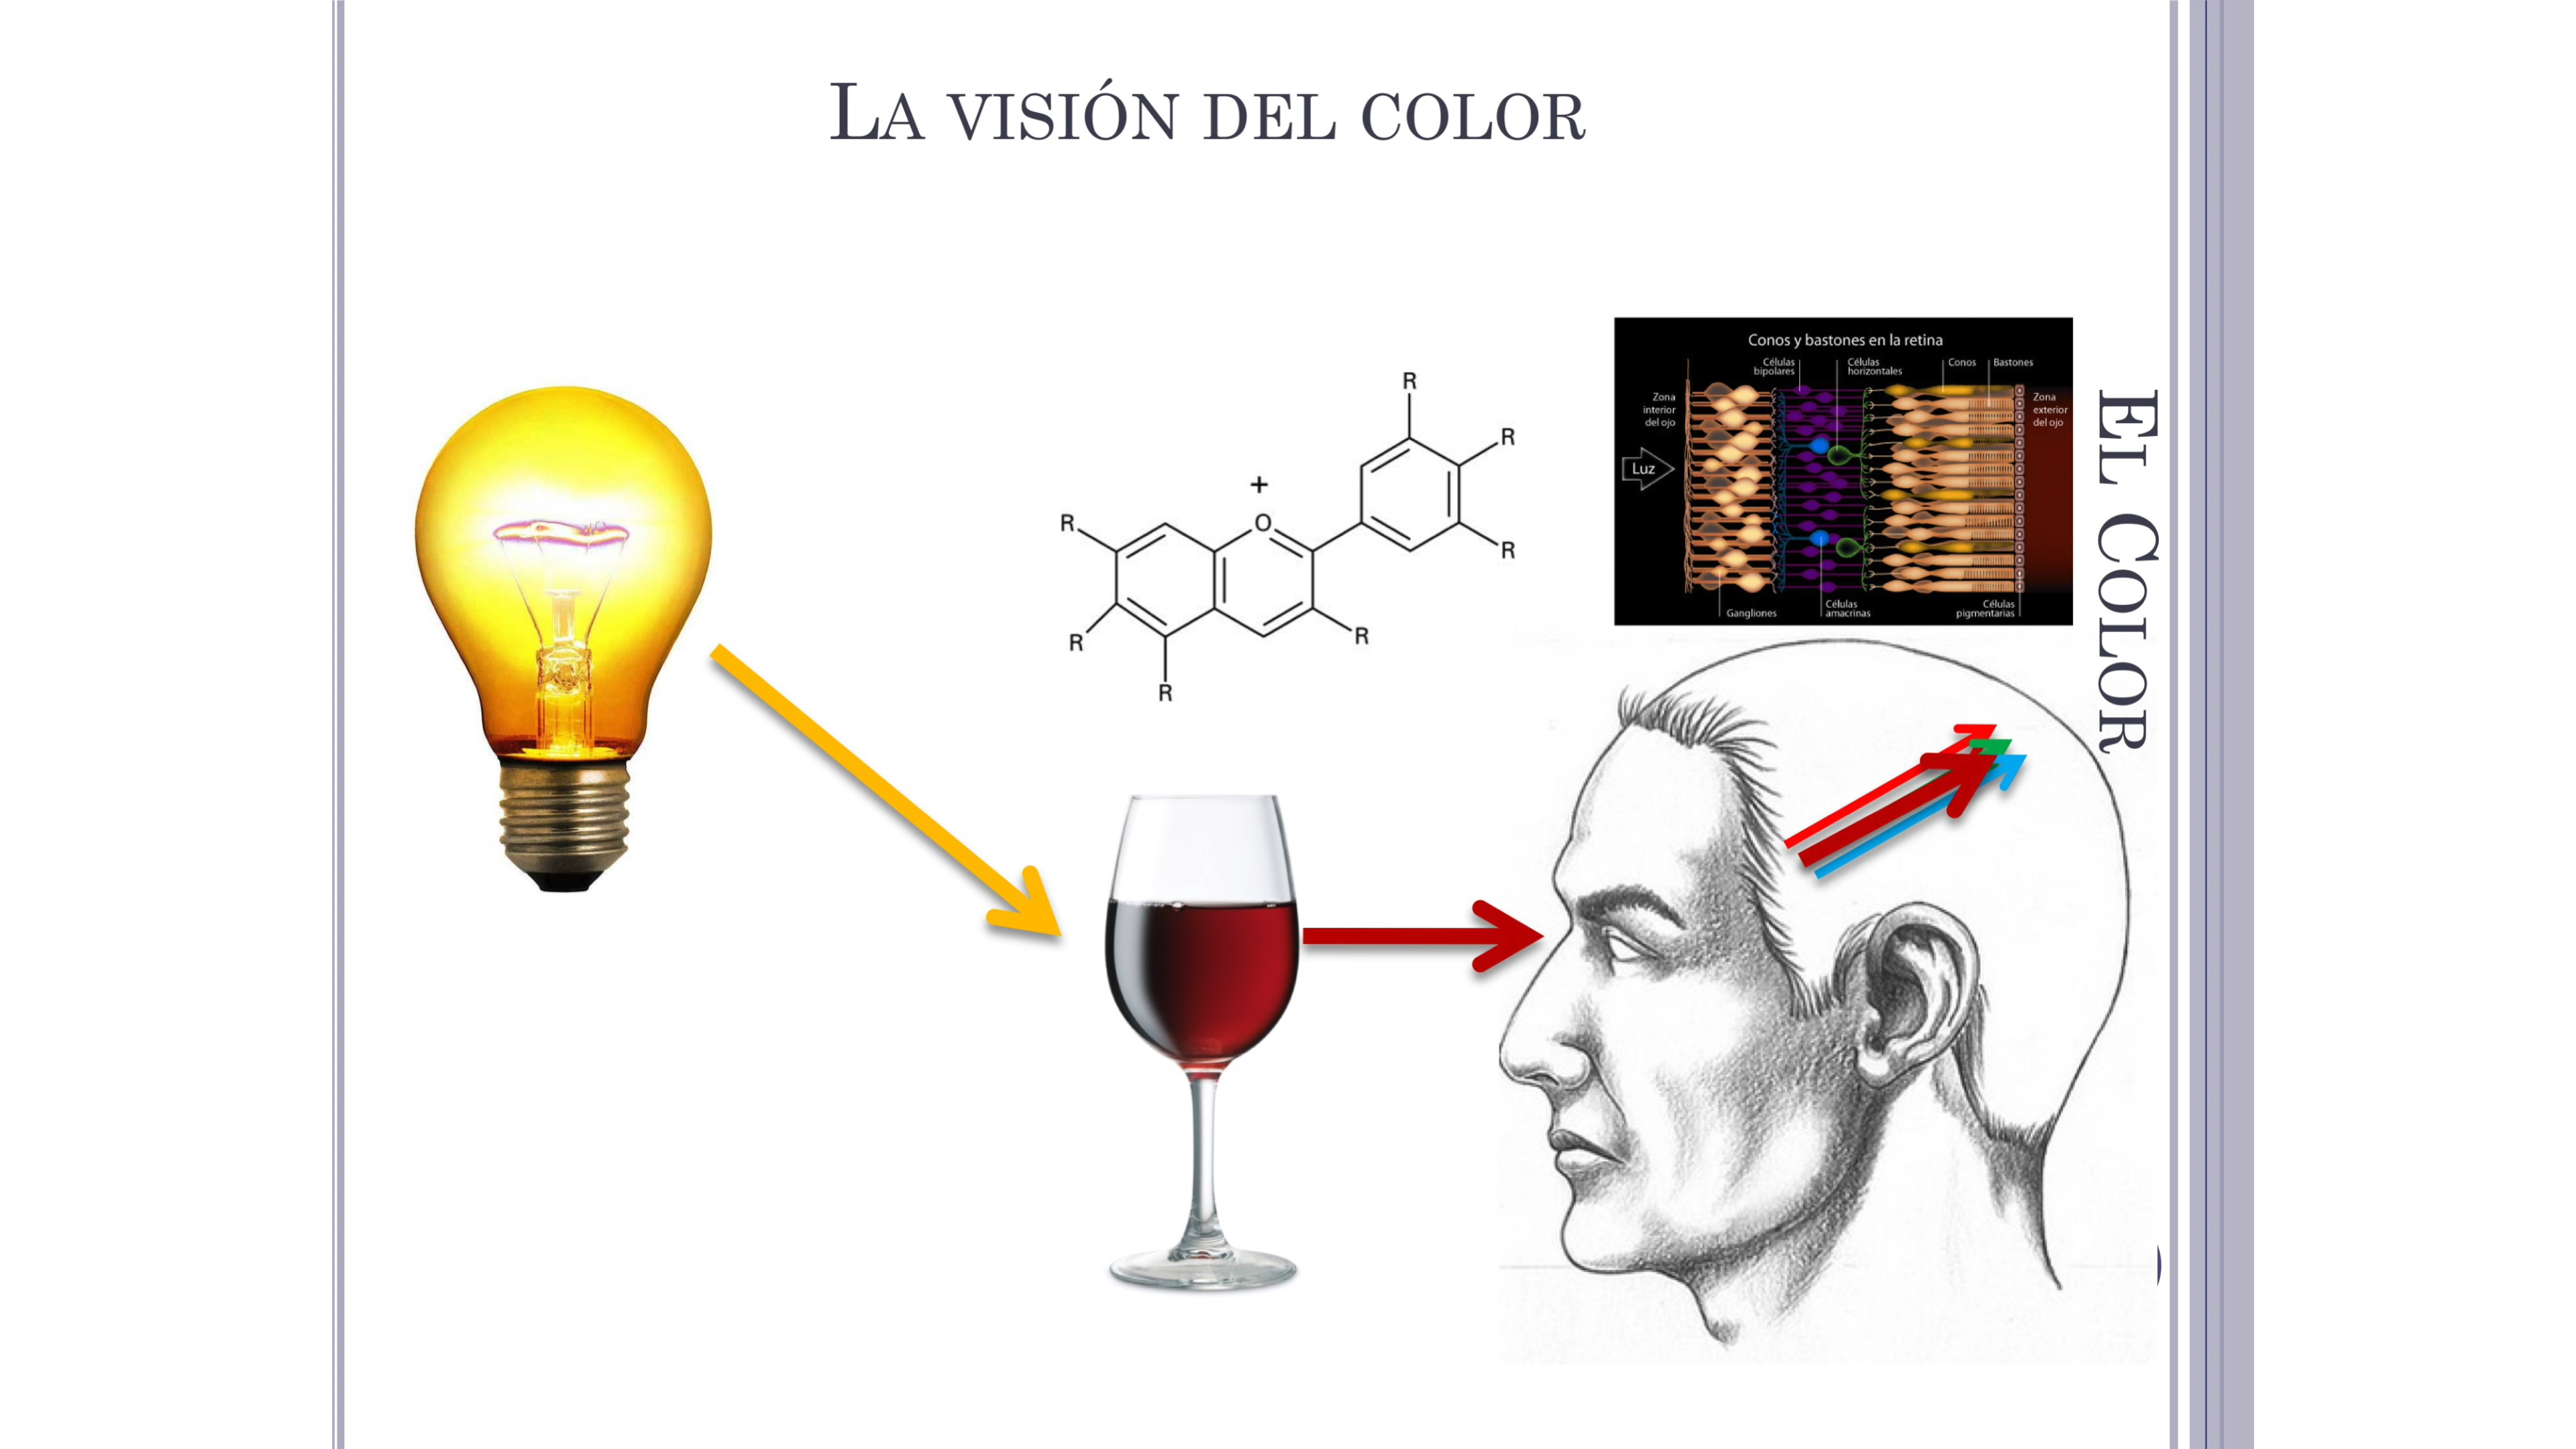 La visión del color
R
R
+
R
O
R
R
R
R
Conos y bastones en la retina
Células
bipolares
Células
horizontales
Conos
Bastones
Zona
interior
del ojo
Zona
exterior
del ojo
Luz
Gangliones
Células
amacrinas
Células
pigmentarias
El Color